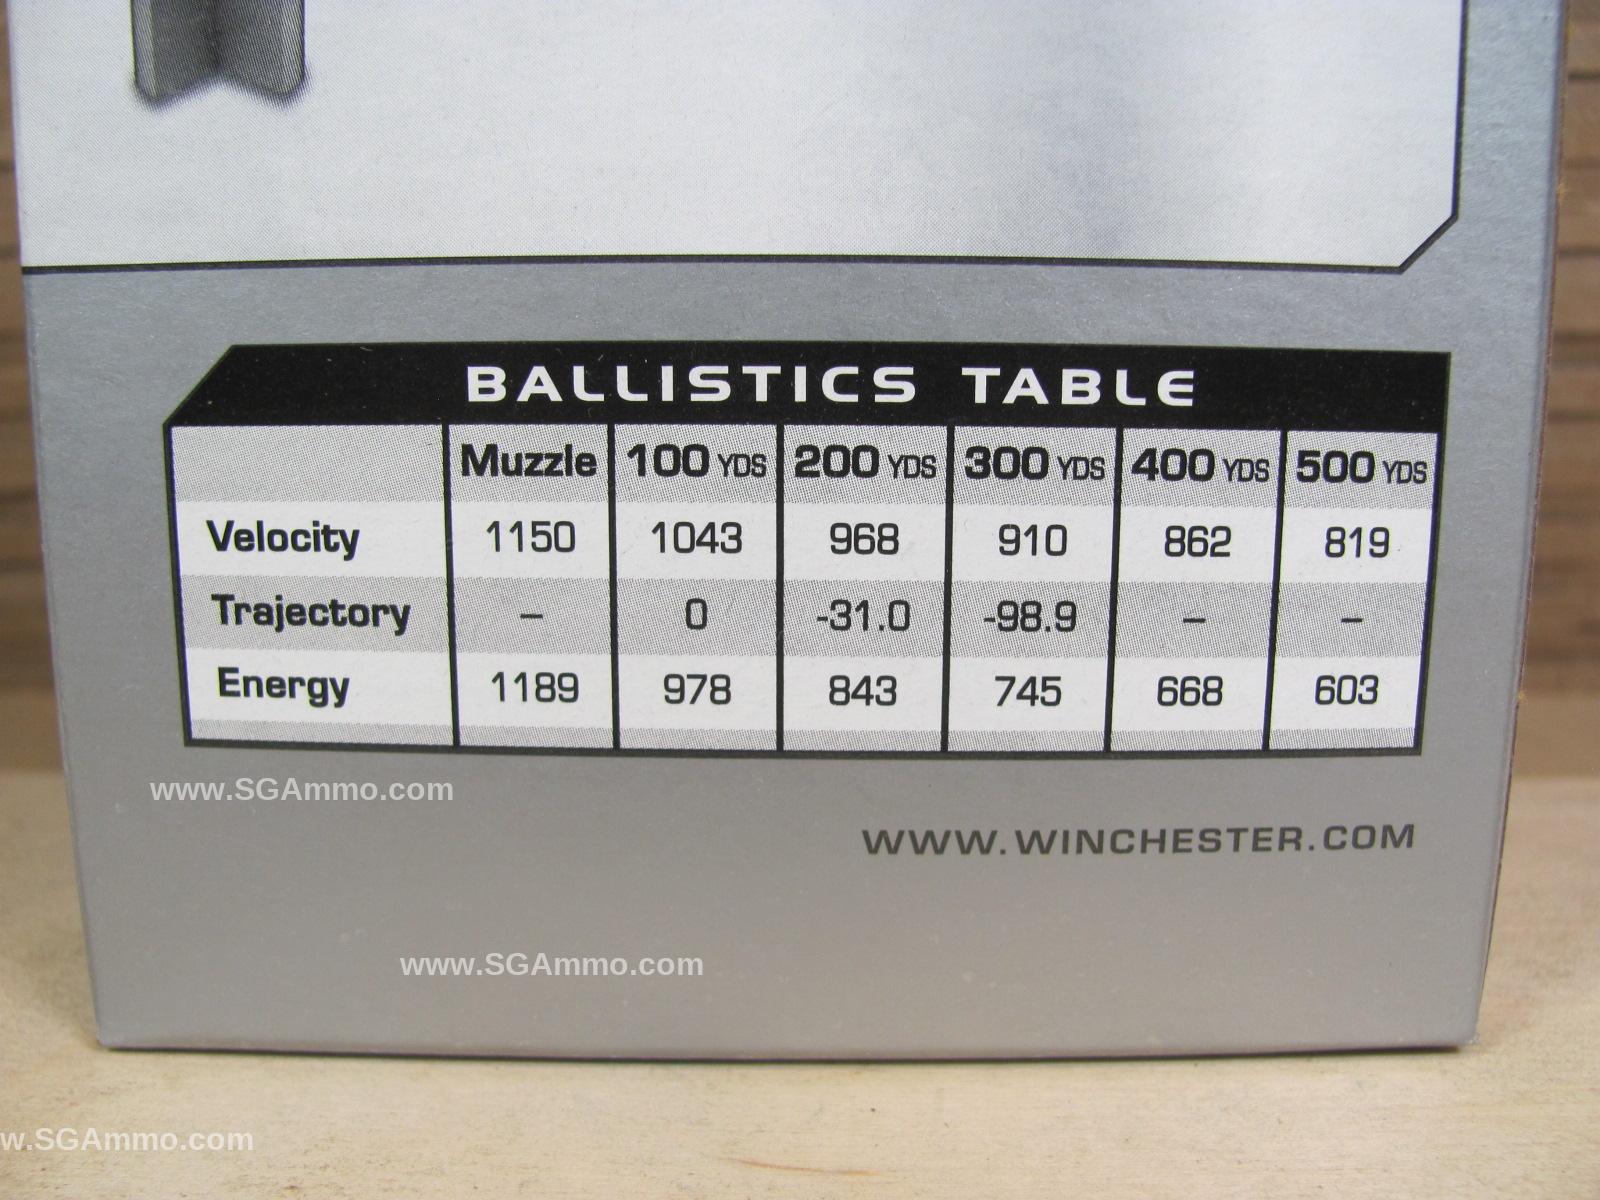 BALLISTICS TABLE
Muzzle 100 YDS 200 YDS 300 YDS 400 YDS 500 YDS
Velocity 1150 1043 968 910 862 819
Trajectory – 0 -31.0 -98.9 – –
Energy 1189 978 843 745 668 603
www.SGAmmo.com
WWW.WINCHESTER.COM
www.SGAmmo.com
w.SGAmmo.com